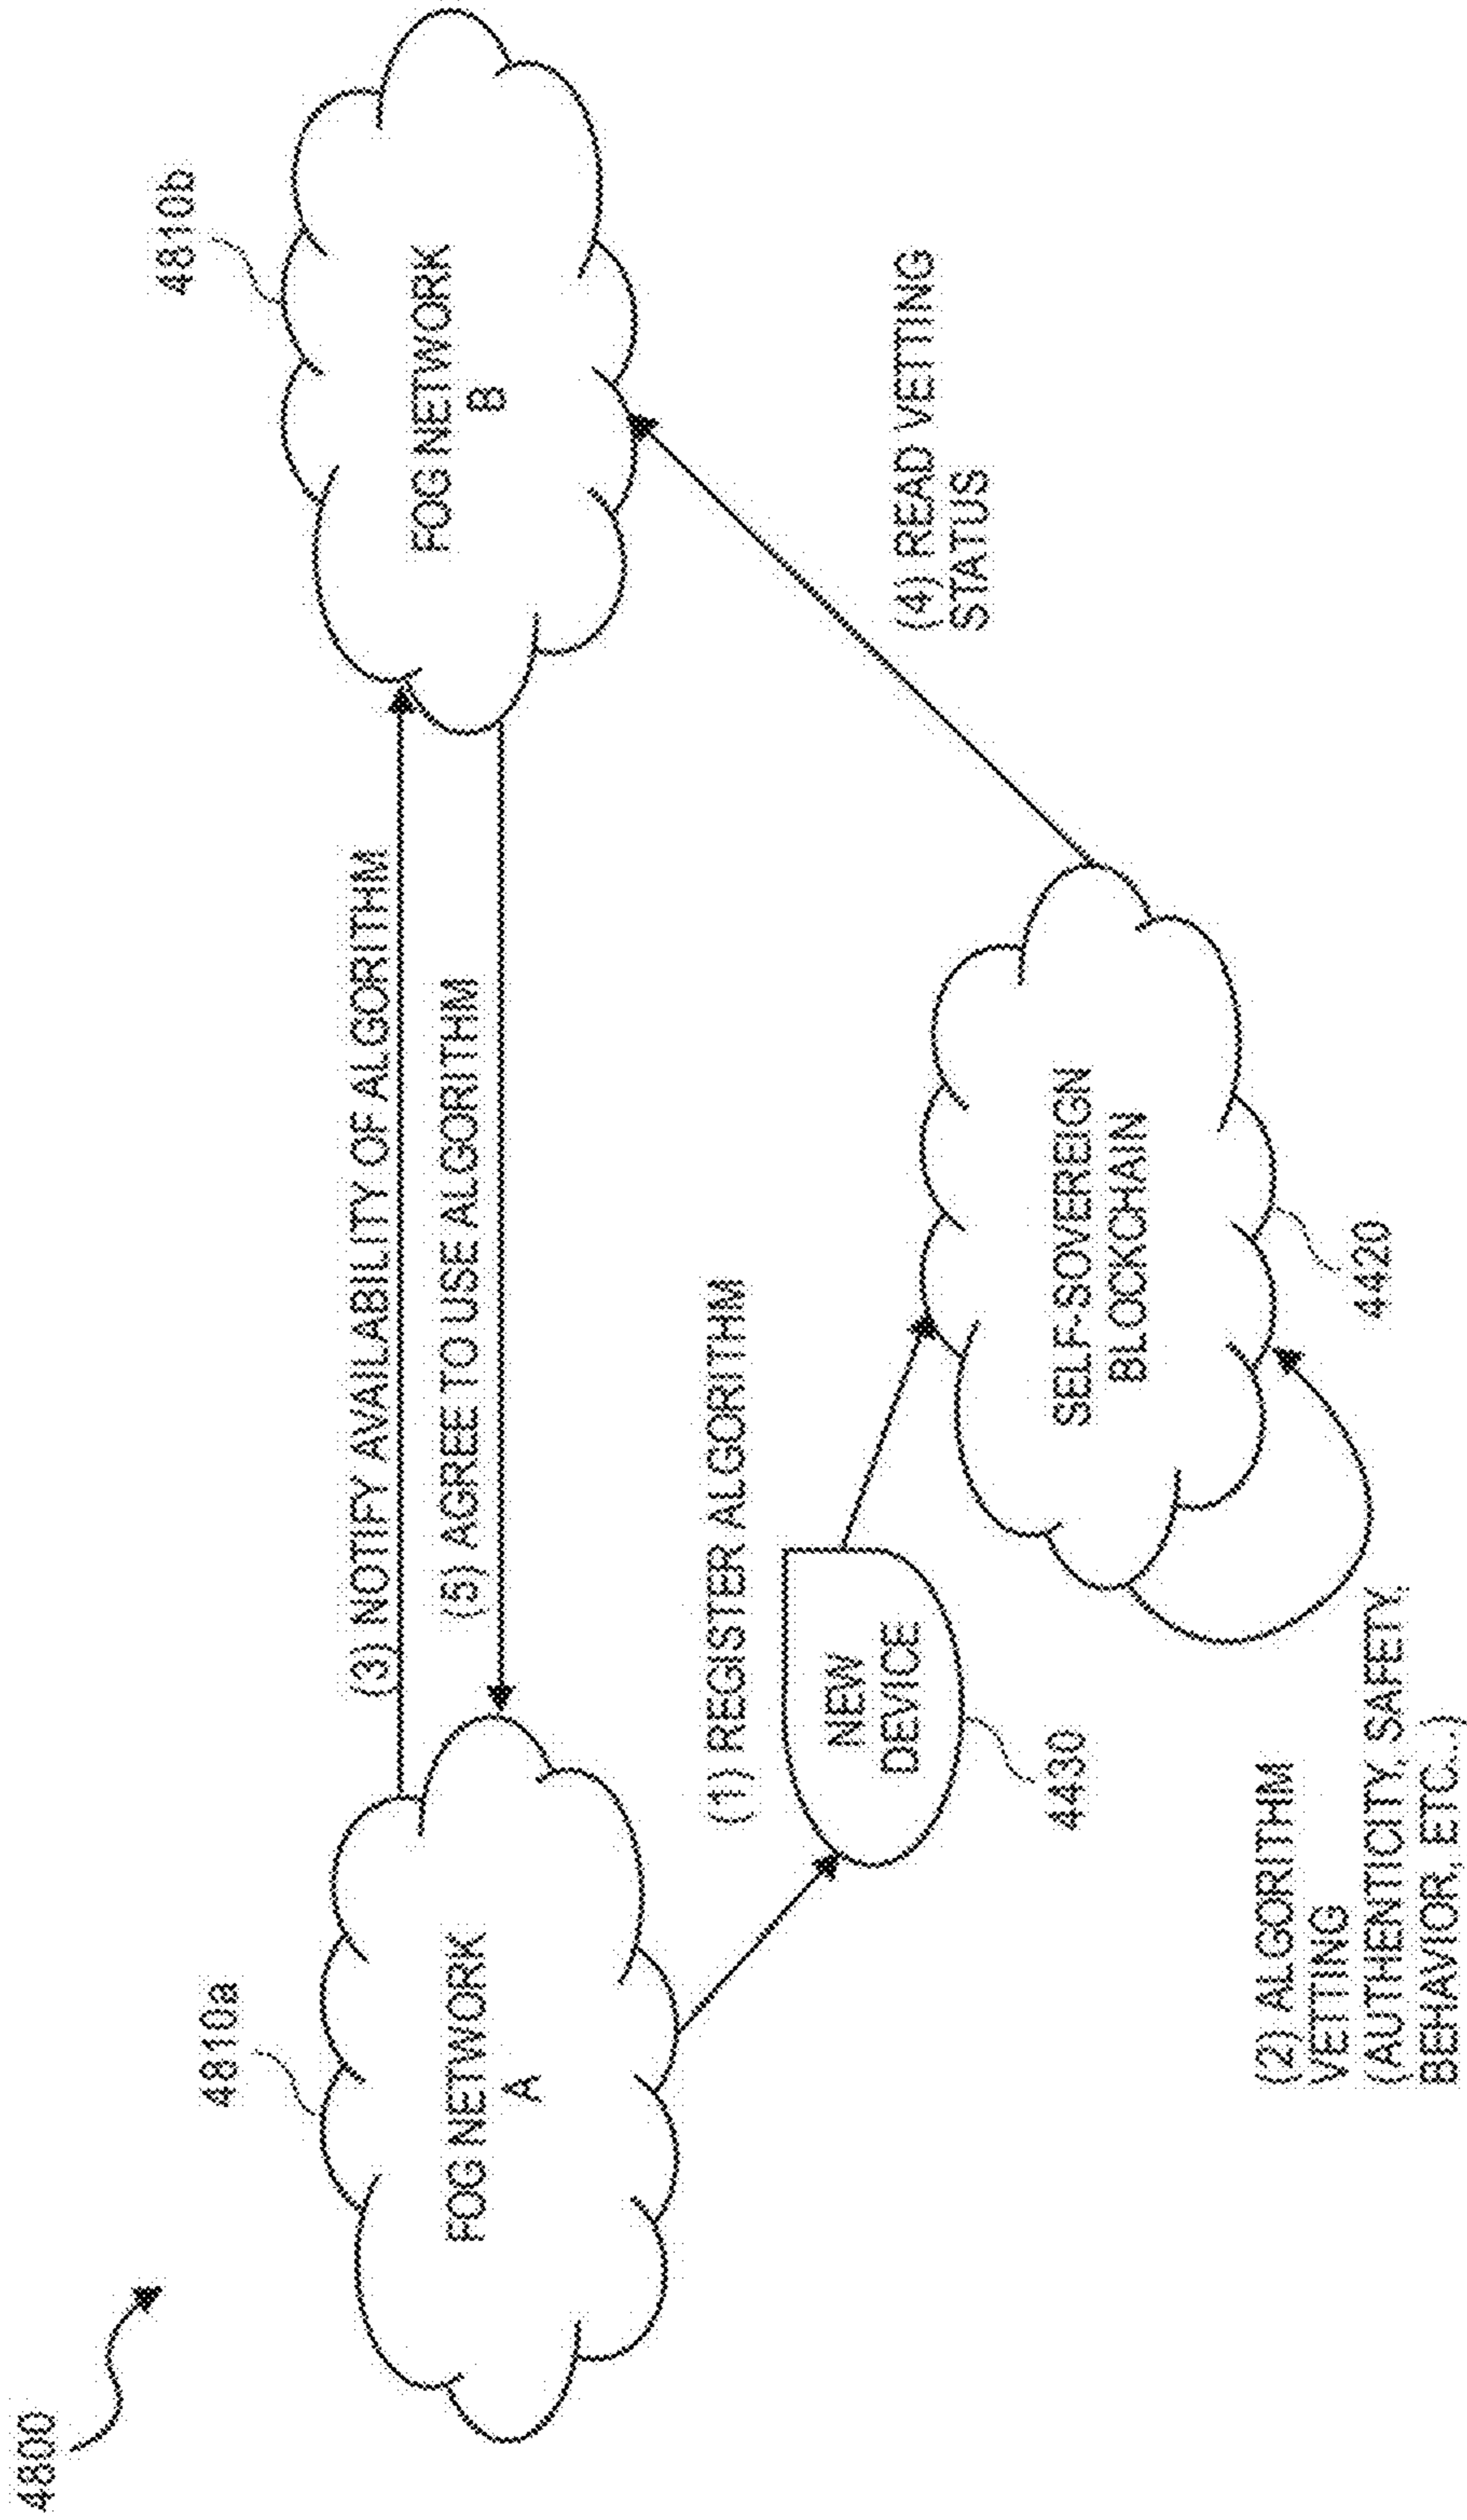 4800
4810a
FOG NETWORK
A
4810b
FOG NETWORK
B
(3) NOTIFY AVAILABILITY OF ALGORITHM
(5) AGREE TO USE ALGORITHM
(1) REGISTER ALGORITHM
NEW
DEVICE
4430
(4) READ VETTING
STATUS
SELF-SOVEREIGN
BLOCKCHAIN
4420
(2) ALGORITHM
VETTING
(AUTHENTICITY, SAFETY,
BEHAVIOR, ETC..)